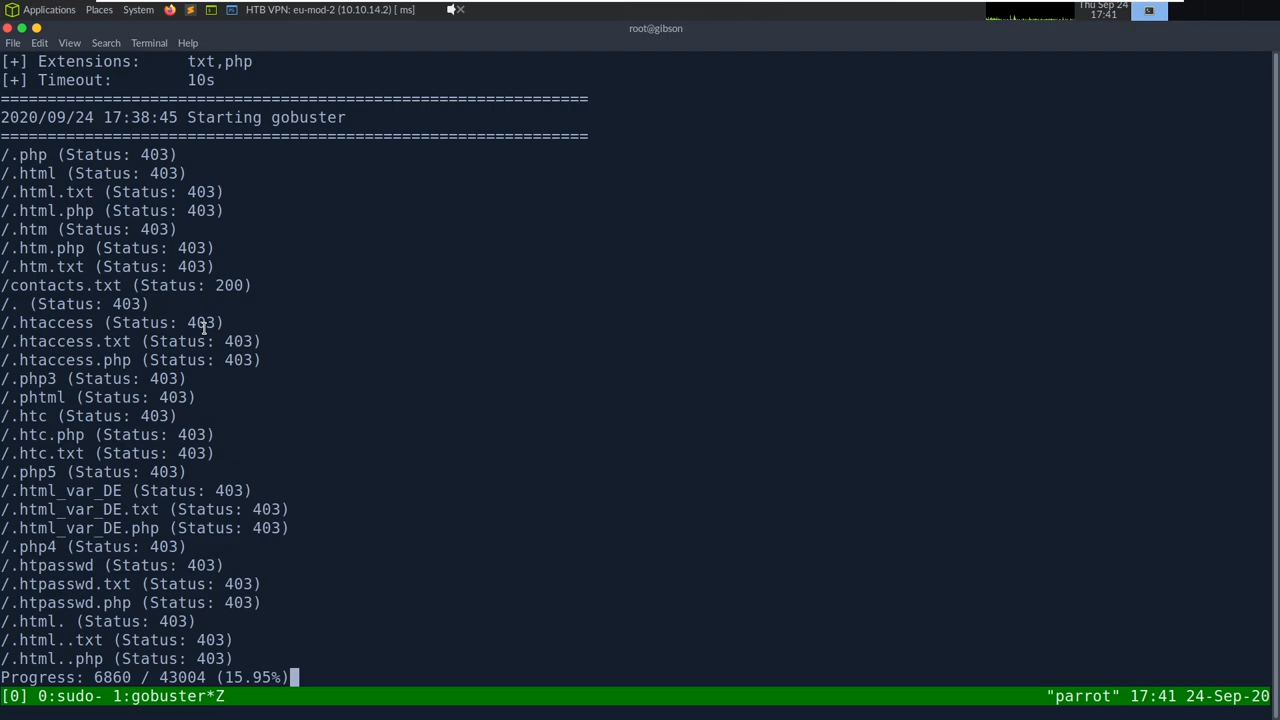 Applications Places System HTB VPN: eu-mod-2 (10.10.14.2) [ ms] Thu Sep 24
17:41
root@gibson
File Edit View Search Terminal Help
[+] Extensions:     txt,php
[+] Timeout:        10s
===============================================================
2020/09/24 17:38:45 Starting gobuster
===============================================================
/.php (Status: 403)
/.html (Status: 403)
/.html.txt (Status: 403)
/.html.php (Status: 403)
/.htm (Status: 403)
/.htm.php (Status: 403)
/.htm.txt (Status: 403)
/contacts.txt (Status: 200)
/. (Status: 403)
/.htaccess (Status: 403)
/.htaccess.txt (Status: 403)
/.htaccess.php (Status: 403)
/.php3 (Status: 403)
/.phtml (Status: 403)
/.htc (Status: 403)
/.htc.php (Status: 403)
/.htc.txt (Status: 403)
/.php5 (Status: 403)
/.html_var_DE (Status: 403)
/.html_var_DE.txt (Status: 403)
/.html_var_DE.php (Status: 403)
/.php4 (Status: 403)
/.htpasswd (Status: 403)
/.htpasswd.txt (Status: 403)
/.htpasswd.php (Status: 403)
/.html. (Status: 403)
/.html..txt (Status: 403)
/.html..php (Status: 403)
Progress: 6860 / 43004 (15.95%)
[0] 0:sudo- 1:gobuster*Z "parrot" 17:41 24-Sep-20